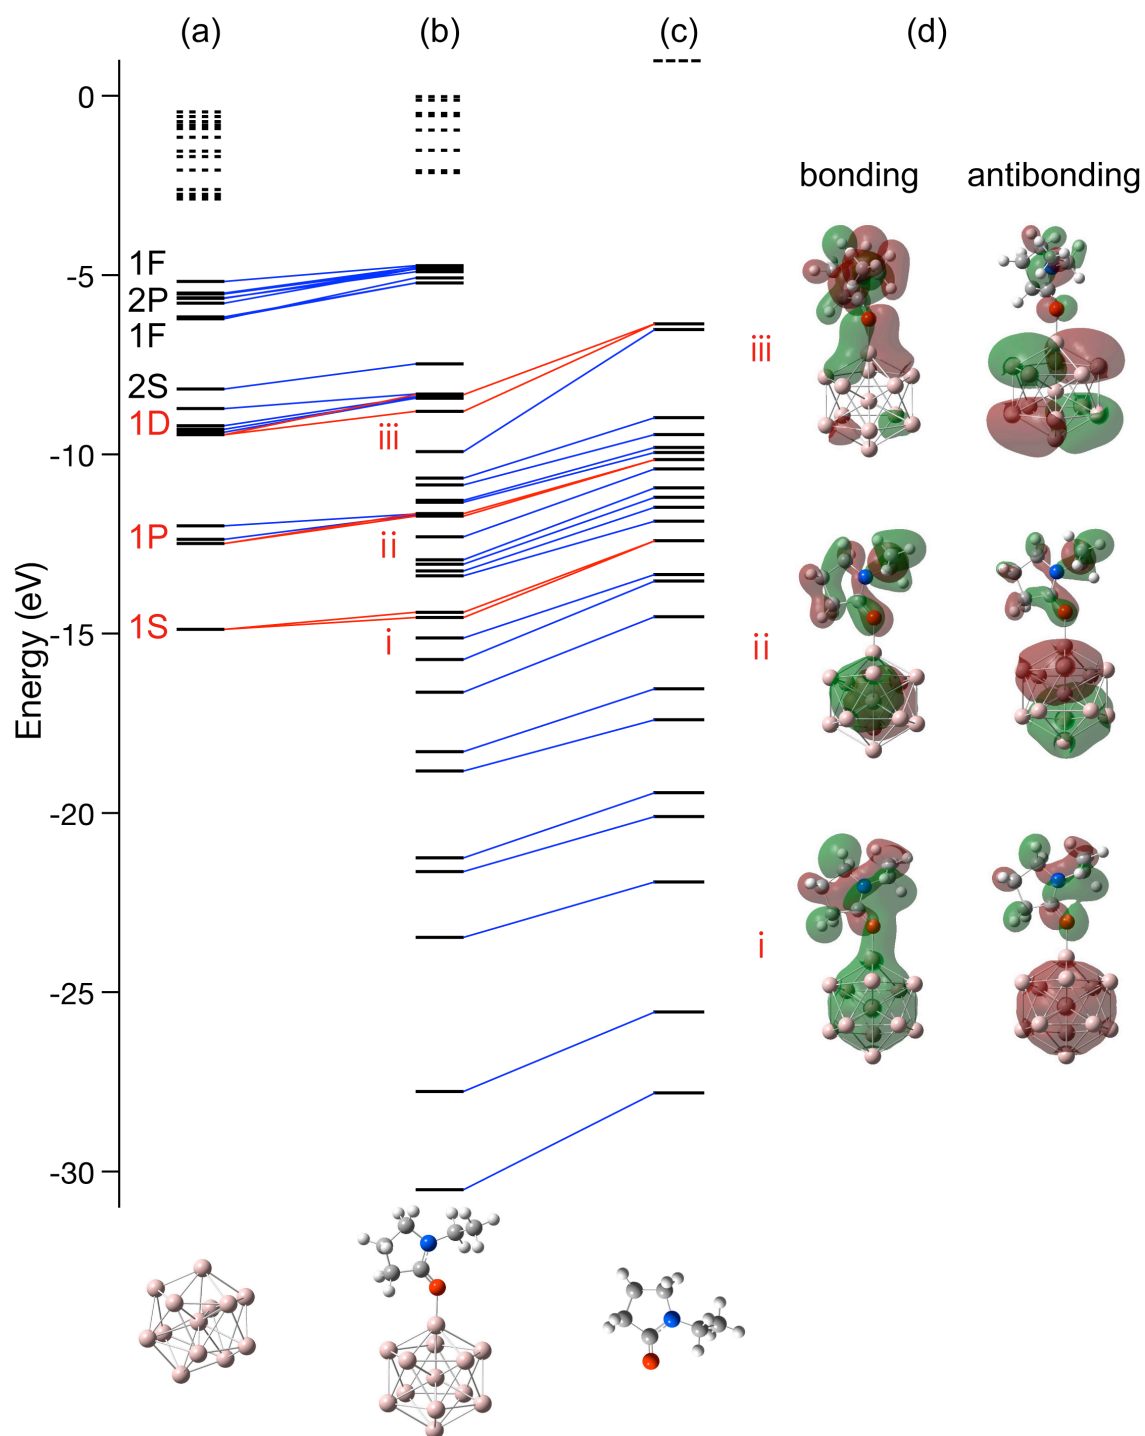 (a) (b) (c) (d)
0
bonding antibonding
1F
-5
2P
1F
iii
2S
1D
iii
-10
1P
ii
Energy (eV)
1S
-15
i
ii
-20
i
-25
-30